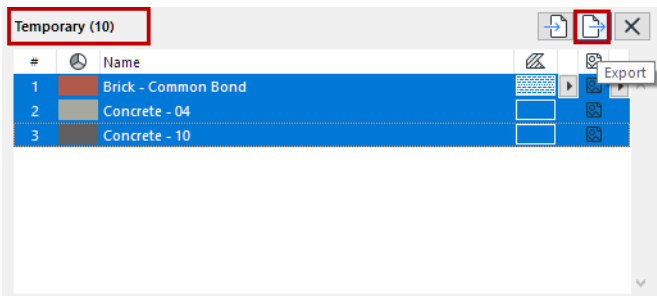 Temporary (10)
# Name
Export
1 Brick - Common Bond
2 Concrete - 04
3 Concrete - 10